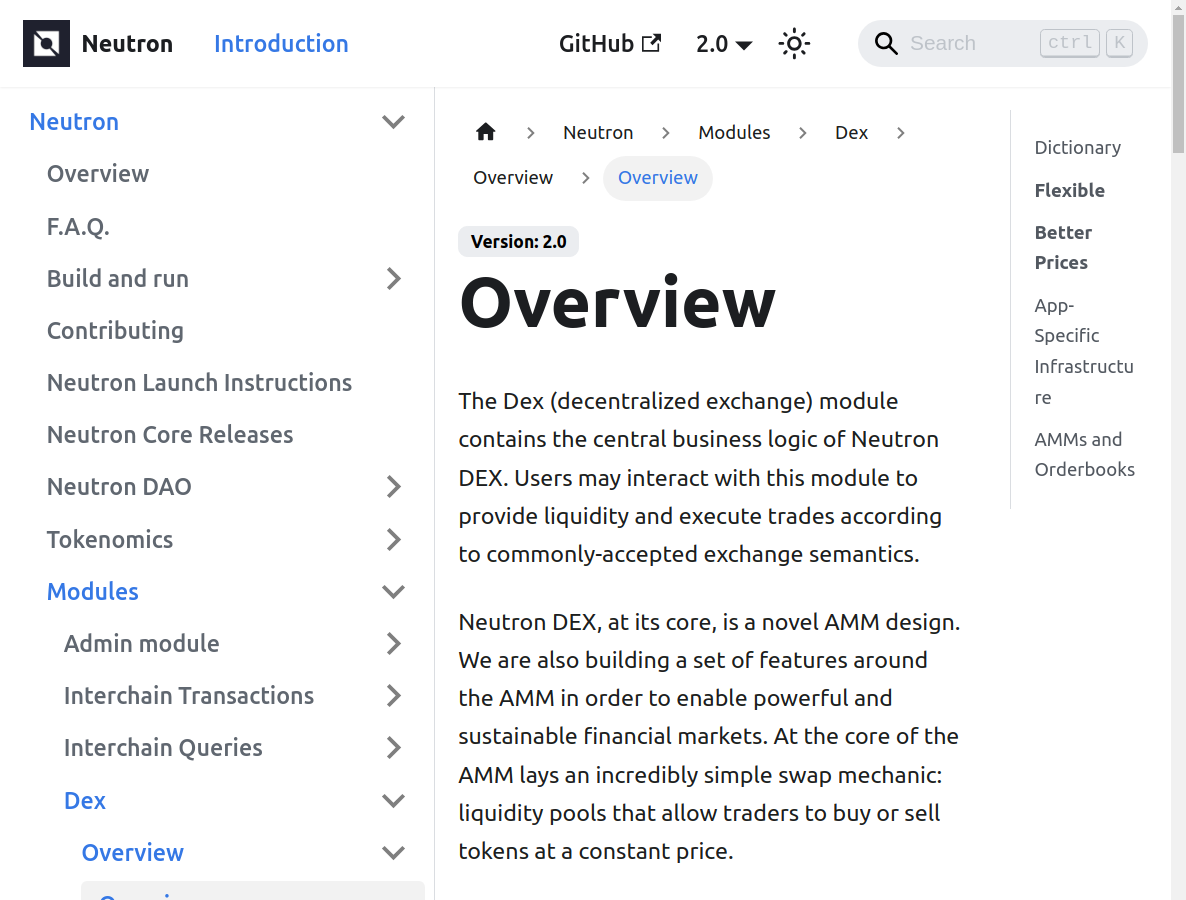 Neutron
Introduction
GitHub
2.0
Search
ctrl
K
Neutron
Overview
F.A.Q.
Build and run
Contributing
Neutron Launch Instructions
Neutron Core Releases
Neutron DAO
Tokenomics
Modules
Admin module
Interchain Transactions
Interchain Queries
Dex
Overview
Neutron
Modules
Dex
Overview
Overview
Version: 2.0
Overview
The Dex (decentralized exchange) module
contains the central business logic of Neutron
DEX. Users may interact with this module to
provide liquidity and execute trades according
to commonly-accepted exchange semantics.
Neutron DEX, at its core, is a novel AMM design.
We are also building a set of features around
the AMM in order to enable powerful and
sustainable financial markets. At the core of the
AMM lays an incredibly simple swap mechanic:
liquidity pools that allow traders to buy or sell
tokens at a constant price.
Dictionary
Flexible
Better
Prices
App-
Specific
Infrastructu
re
AMMs and
Orderbooks